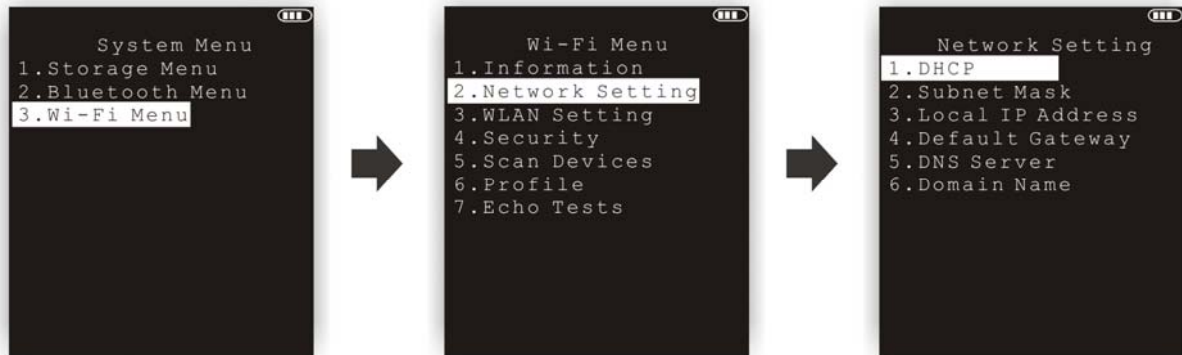 System Menu
1.Storage Menu
2.Bluetooth Menu
3.Wi-Fi Menu
Wi-Fi Menu
1.Information
2.Network Setting
3.WLAN Setting
4.Security
5.Scan Devices
6.Profile
7.Echo Tests
Network Setting
1.DHCP
2.Subnet Mask
3.Local IP Address
4.Default Gateway
5.DNS Server
6.Domain Name